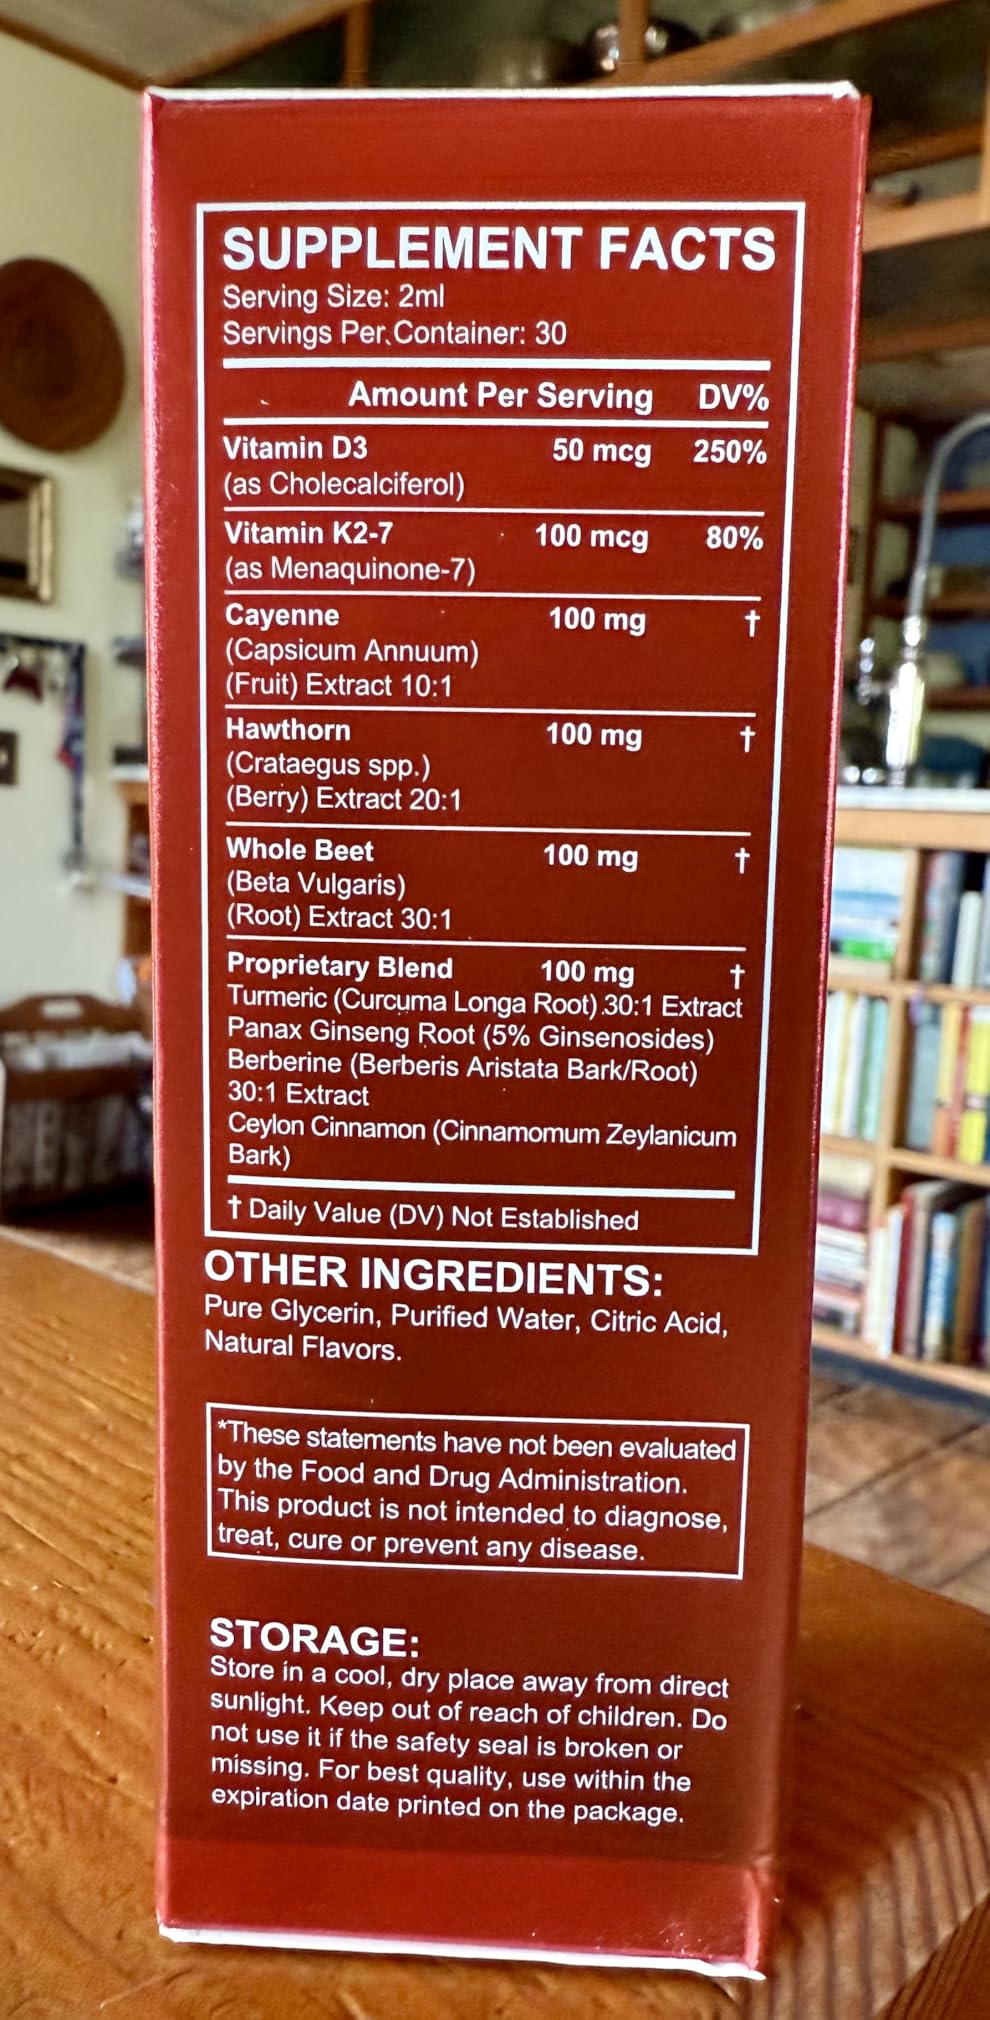 SUPPLEMENT FACTS
Serving Size: 2ml
Servings Per Container: 30
Amount Per Serving DV%
Vitamin D3 50 mcg 250%
(as Cholecalciferol)
Vitamin K2-7 100 mcg 80%
(as Menaquinone-7)
Cayenne 100 mg †
(Capsicum Annuum)
(Fruit) Extract 10:1
Hawthorn 100 mg †
(Crataegus spp.)
(Berry) Extract 20:1
Whole Beet 100 mg †
(Beta Vulgaris)
(Root) Extract 30:1
Proprietary Blend 100 mg †
Turmeric (Curcuma Longa Root) 30:1 Extract
Panax Ginseng Root (5% Ginsenosides)
Berberine (Berberis Aristata Bark/Root)
30:1 Extract
Ceylon Cinnamon (Cinnamomum Zeylanicum
Bark)
† Daily Value (DV) Not Established
OTHER INGREDIENTS:
Pure Glycerin, Purified Water, Citric Acid,
Natural Flavors.
*These statements have not been evaluated
by the Food and Drug Administration.
This product is not intended to diagnose,
treat, cure or prevent any disease.
STORAGE:
Store in a cool, dry place away from direct
sunlight. Keep out of reach of children. Do
not use it if the safety seal is broken or
missing. For best quality, use within the
expiration date printed on the package.